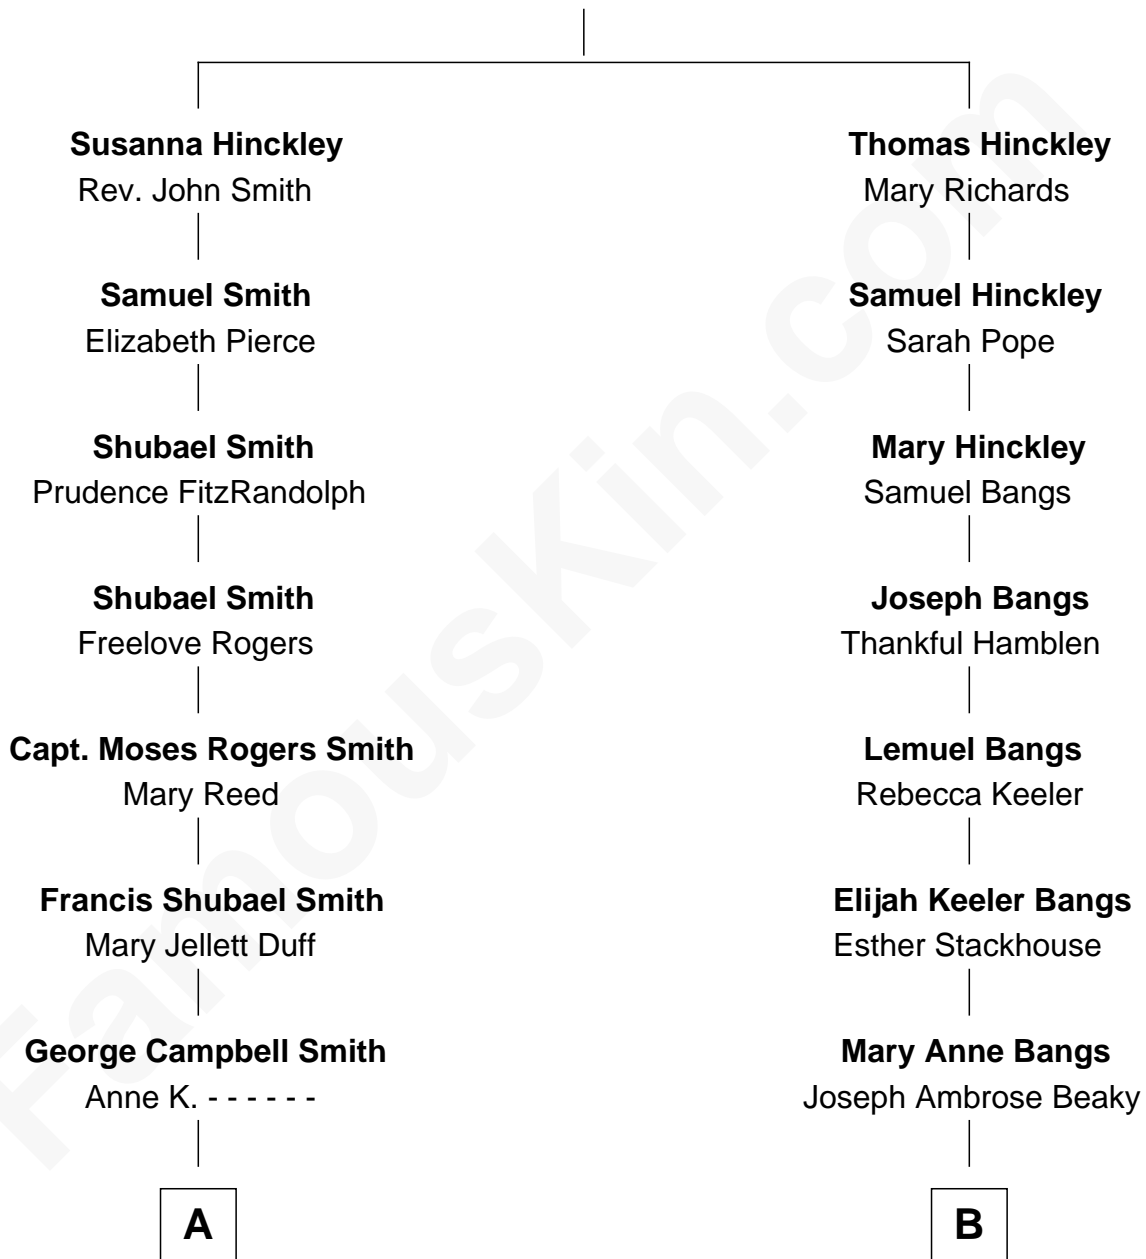 Susanna Hinckley
Rev. John Smith
Samuel Smith
Elizabeth Pierce
Shubael Smith
Prudence FitzRandolph
Shubael Smith
Freelove Rogers
Capt. Moses Rogers Smith
Mary Reed
Francis Shubael Smith
Mary Jellett Duff
George Campbell Smith
Anne K. - - - - - -
A
Thomas Hinckley
Mary Richards
Samuel Hinckley
Sarah Pope
Mary Hinckley
Samuel Bangs
Joseph Bangs
Thankful Hamblen
Lemuel Bangs
Rebecca Keeler
Elijah Keeler Bangs
Esther Stackhouse
Mary Anne Bangs
Joseph Ambrose Beaky
B
FamousKin.com